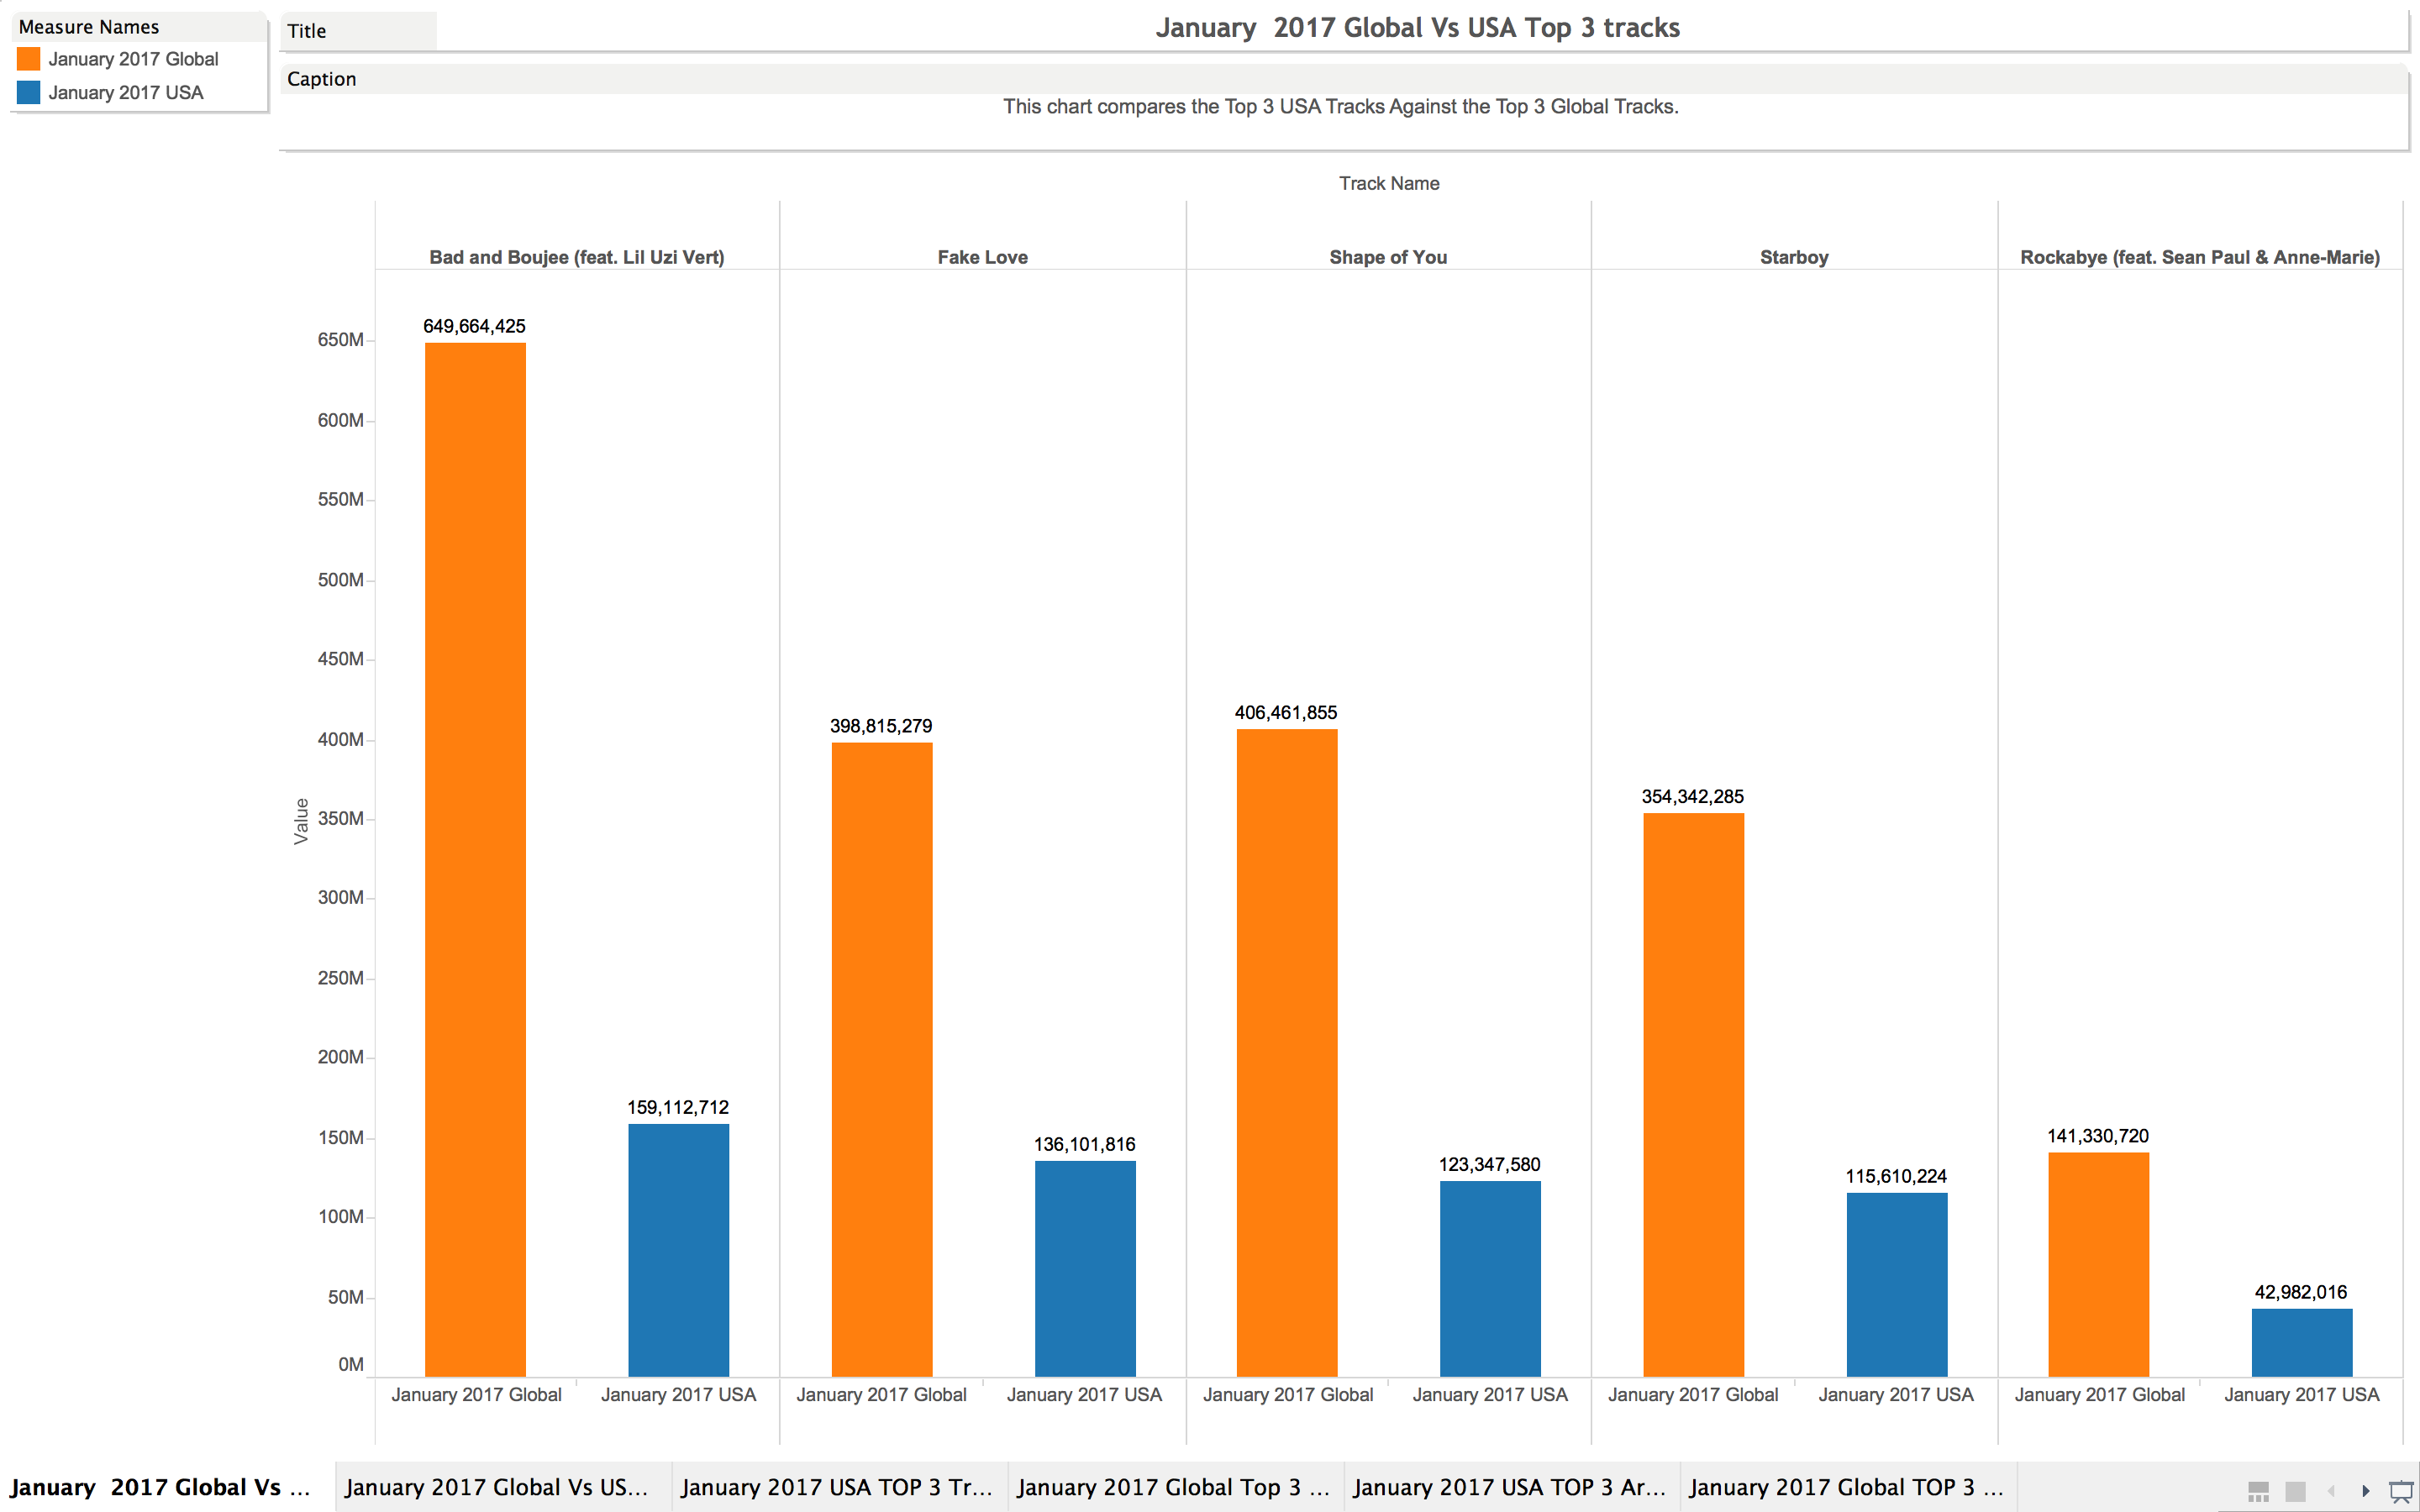 Measure Names
January 2017 Global
January 2017 USA
Title
January  2017 Global Vs USA Top 3 tracks
Caption
This chart compares the Top 3 USA Tracks Against the Top 3 Global Tracks.
Track Name
Bad and Boujee (feat. Lil Uzi Vert)
Fake Love
Shape of You
Starboy
Rockabye (feat. Sean Paul & Anne-Marie)
Value
650M
600M
550M
500M
450M
400M
350M
300M
250M
200M
150M
100M
50M
0M
649,664,425
159,112,712
398,815,279
136,101,816
406,461,855
123,347,580
354,342,285
115,610,224
141,330,720
42,982,016
January 2017 Global
January 2017 USA
January 2017 Global
January 2017 USA
January 2017 Global
January 2017 USA
January 2017 Global
January 2017 USA
January 2017 Global
January 2017 USA
January  2017 Global Vs ...
January 2017 Global Vs US...
January 2017 USA TOP 3 Tr...
January 2017 Global Top 3 ...
January 2017 USA TOP 3 Ar...
January 2017 Global TOP 3 ...